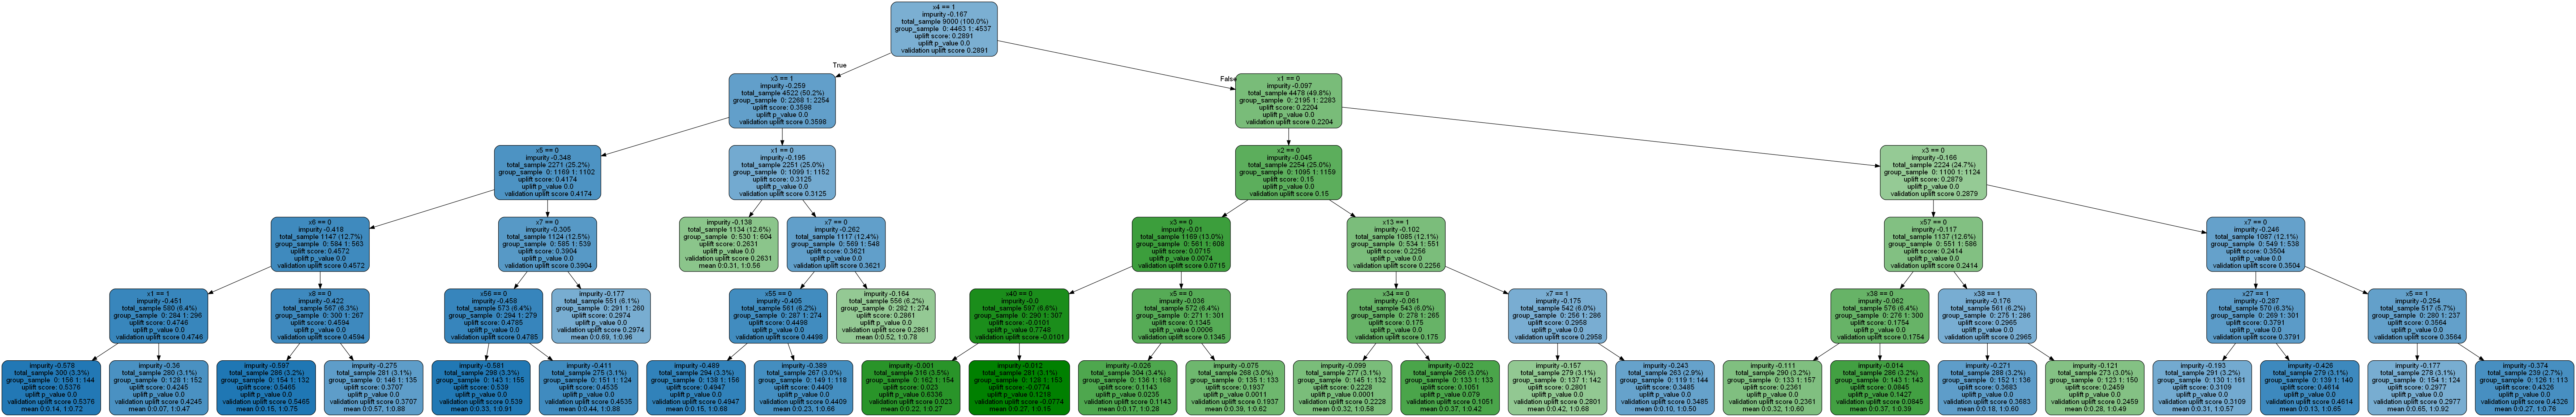 x4 == 1
impurity -0.167
total_sample 9000 (100.0%)
group_sample 0: 4463 1: 4537
uplift score: 0.2891
uplift p_value 0.0
validation uplift score 0.2891
True
False
x3 == 1
impurity -0.259
total_sample 4522 (50.2%)
group_sample 0: 2268 1: 2254
uplift score: 0.3598
uplift p_value 0.0
validation uplift score 0.3598
x1 == 0
impurity -0.097
total_sample 4478 (49.8%)
group_sample 0: 2195 1: 2283
uplift score: 0.2204
uplift p_value 0.0
validation uplift score 0.2204
x5 == 0
impurity -0.348
total_sample 2271 (25.2%)
group_sample 0: 1169 1: 1102
uplift score: 0.4174
uplift p_value 0.0
validation uplift score 0.4174
x1 == 0
impurity -0.195
total_sample 2251 (25.0%)
group_sample 0: 1099 1: 1152
uplift score: 0.3125
uplift p_value 0.0
validation uplift score 0.3125
x2 == 0
impurity -0.045
total_sample 2254 (25.0%)
group_sample 0: 1095 1: 1159
uplift score: 0.15
uplift p_value 0.0
validation uplift score 0.15
x3 == 0
impurity -0.166
total_sample 2224 (24.7%)
group_sample 0: 1100 1: 1124
uplift score: 0.2879
uplift p_value 0.0
validation uplift score 0.2879
x6 == 0
impurity -0.418
total_sample 1147 (12.7%)
group_sample 0: 584 1: 563
uplift score: 0.4572
uplift p_value 0.0
validation uplift score 0.4572
x7 == 0
impurity -0.305
total_sample 1124 (12.5%)
group_sample 0: 585 1: 539
uplift score: 0.3904
uplift p_value 0.0
validation uplift score 0.3904
impurity -0.138
total_sample 1134 (12.6%)
group_sample 0: 530 1: 604
uplift score: 0.2631
uplift p_value 0.0
validation uplift score 0.2631
mean 0:0.31, 1:0.56
x7 == 0
impurity -0.262
total_sample 1117 (12.4%)
group_sample 0: 569 1: 548
uplift score: 0.3621
uplift p_value 0.0
validation uplift score 0.3621
x3 == 0
impurity -0.01
total_sample 1169 (13.0%)
group_sample 0: 561 1: 608
uplift score: 0.0715
uplift p_value 0.0074
validation uplift score 0.0715
x13 == 1
impurity -0.102
total_sample 1085 (12.1%)
group_sample 0: 534 1: 551
uplift score: 0.2256
uplift p_value 0.0
validation uplift score 0.2256
x57 == 0
impurity -0.117
total_sample 1137 (12.6%)
group_sample 0: 551 1: 586
uplift score: 0.2414
uplift p_value 0.0
validation uplift score 0.2414
x7 == 0
impurity -0.246
total_sample 1087 (12.1%)
group_sample 0: 549 1: 538
uplift score: 0.3504
uplift p_value 0.0
validation uplift score 0.3504
x1 == 1
impurity -0.451
total_sample 580 (6.4%)
group_sample 0: 284 1: 296
uplift score: 0.4746
uplift p_value 0.0
validation uplift score 0.4746
x8 == 0
impurity -0.422
total_sample 567 (6.3%)
group_sample 0: 300 1: 267
uplift score: 0.4594
uplift p_value 0.0
validation uplift score 0.4594
x56 == 0
impurity -0.458
total_sample 573 (6.4%)
group_sample 0: 294 1: 279
uplift score: 0.4785
uplift p_value 0.0
validation uplift score 0.4785
impurity -0.177
total_sample 551 (6.1%)
group_sample 0: 291 1: 260
uplift score: 0.2974
uplift p_value 0.0
validation uplift score 0.2974
mean 0:0.69, 1:0.96
x55 == 0
impurity -0.405
total_sample 561 (6.2%)
group_sample 0: 287 1: 274
uplift score: 0.4498
uplift p_value 0.0
validation uplift score 0.4498
impurity -0.164
total_sample 556 (6.2%)
group_sample 0: 282 1: 274
uplift score: 0.2861
uplift p_value 0.0
validation uplift score 0.2861
mean 0:0.52, 1:0.78
x40 == 0
impurity -0.0
total_sample 597 (6.6%)
group_sample 0: 290 1: 307
uplift score: -0.0101
uplift p_value 0.7748
validation uplift score -0.0101
x5 == 0
impurity -0.036
total_sample 572 (6.4%)
group_sample 0: 271 1: 301
uplift score: 0.1345
uplift p_value 0.0006
validation uplift score 0.1345
x34 == 0
impurity -0.061
total_sample 543 (6.0%)
group_sample 0: 278 1: 265
uplift score: 0.175
uplift p_value 0.0
validation uplift score 0.175
x7 == 1
impurity -0.175
total_sample 542 (6.0%)
group_sample 0: 256 1: 286
uplift score: 0.2958
uplift p_value 0.0
validation uplift score 0.2958
x38 == 0
impurity -0.062
total_sample 576 (6.4%)
group_sample 0: 276 1: 300
uplift score: 0.1754
uplift p_value 0.0
validation uplift score 0.1754
x38 == 1
impurity -0.176
total_sample 561 (6.2%)
group_sample 0: 275 1: 286
uplift score: 0.2965
uplift p_value 0.0
validation uplift score 0.2965
x27 == 1
impurity -0.287
total_sample 570 (6.3%)
group_sample 0: 269 1: 301
uplift score: 0.3791
uplift p_value 0.0
validation uplift score 0.3791
x5 == 1
impurity -0.254
total_sample 517 (5.7%)
group_sample 0: 280 1: 237
uplift score: 0.3564
uplift p_value 0.0
validation uplift score 0.3564
impurity -0.578
total_sample 300 (3.3%)
group_sample 0: 156 1: 144
uplift score: 0.5376
uplift p_value 0.0
validation uplift score 0.5376
mean 0:0.14, 1:0.72
impurity -0.36
total_sample 280 (3.1%)
group_sample 0: 128 1: 152
uplift score: 0.4245
uplift p_value 0.0
validation uplift score 0.4245
mean 0:0.07, 1:0.47
impurity -0.597
total_sample 286 (3.2%)
group_sample 0: 154 1: 132
uplift score: 0.5465
uplift p_value 0.0
validation uplift score 0.5465
mean 0:0.15, 1:0.75
impurity -0.275
total_sample 281 (3.1%)
group_sample 0: 146 1: 135
uplift score: 0.3707
uplift p_value 0.0
validation uplift score 0.3707
mean 0:0.57, 1:0.88
impurity -0.581
total_sample 298 (3.3%)
group_sample 0: 143 1: 155
uplift score: 0.539
uplift p_value 0.0
validation uplift score 0.539
mean 0:0.33, 1:0.91
impurity -0.411
total_sample 275 (3.1%)
group_sample 0: 151 1: 124
uplift score: 0.4535
uplift p_value 0.0
validation uplift score 0.4535
mean 0:0.44, 1:0.88
impurity -0.489
total_sample 294 (3.3%)
group_sample 0: 138 1: 156
uplift score: 0.4947
uplift p_value 0.0
validation uplift score 0.4947
mean 0:0.15, 1:0.68
impurity -0.389
total_sample 267 (3.0%)
group_sample 0: 149 1: 118
uplift score: 0.4409
uplift p_value 0.0
validation uplift score 0.4409
mean 0:0.23, 1:0.66
impurity -0.001
total_sample 316 (3.5%)
group_sample 0: 162 1: 154
uplift score: 0.023
uplift p_value 0.6336
validation uplift score 0.023
mean 0:0.22, 1:0.27
impurity -0.012
total_sample 281 (3.1%)
group_sample 0: 128 1: 153
uplift score: -0.0774
uplift p_value 0.1218
validation uplift score -0.0774
impurity -0.026
total_sample 304 (3.4%)
group_sample 0: 136 1: 168
uplift score: 0.1143
uplift p_value 0.0235
validation uplift score 0.1143
mean 0:0.17, 1:0.28
impurity -0.075
total_sample 268 (3.0%)
group_sample 0: 135 1: 133
uplift score: 0.1937
uplift p_value 0.0011
validation uplift score 0.1937
mean 0:0.39, 1:0.62
impurity -0.099
total_sample 277 (3.1%)
group_sample 0: 145 1: 132
uplift score: 0.2228
uplift p_value 0.0001
validation uplift score 0.2228
mean 0:0.32, 1:0.58
impurity -0.022
total_sample 266 (3.0%)
group_sample 0: 133 1: 133
uplift score: 0.1051
uplift p_value 0.079
validation uplift score 0.1051
mean 0:0.37, 1:0.42
impurity -0.157
total_sample 279 (3.1%)
group_sample 0: 137 1: 142
uplift score: 0.2801
uplift p_value 0.0
validation uplift score 0.2801
mean 0:0.42, 1:0.68
impurity -0.243
total_sample 263 (2.9%)
group_sample 0: 119 1: 144
uplift score: 0.3485
uplift p_value 0.0
validation uplift score 0.3485
mean 0:0.10, 1:0.50
impurity -0.111
total_sample 290 (3.2%)
group_sample 0: 133 1: 157
uplift score: 0.2361
uplift p_value 0.0
validation uplift score 0.2361
mean 0:0.32, 1:0.60
impurity -0.014
total_sample 286 (3.2%)
group_sample 0: 143 1: 143
uplift score: 0.0845
uplift p_value 0.1427
validation uplift score 0.0845
mean 0:0.37, 1:0.39
impurity -0.271
total_sample 288 (3.2%)
group_sample 0: 152 1: 136
uplift score: 0.3683
uplift p_value 0.0
validation uplift score 0.3683
mean 0:0.18, 1:0.60
impurity -0.121
total_sample 273 (3.0%)
group_sample 0: 123 1: 150
uplift score: 0.2459
uplift p_value 0.0
validation uplift score 0.2459
mean 0:0.28, 1:0.49
impurity -0.193
total_sample 291 (3.2%)
group_sample 0: 130 1: 161
uplift score: 0.3109
uplift p_value 0.0
validation uplift score 0.3109
mean 0:0.31, 1:0.57
impurity -0.426
total_sample 279 (3.1%)
group_sample 0: 139 1: 140
uplift score: 0.4614
uplift p_value 0.0
validation uplift score 0.4614
mean 0:0.13, 1:0.65
impurity -0.177
total_sample 278 (3.1%)
group_sample 0: 154 1: 124
uplift score: 0.2977
uplift p_value 0.0
validation uplift score 0.2977
mean 0:0.65, 1:0.92
impurity -0.374
total_sample 239 (2.7%)
group_sample 0: 126 1: 113
uplift score: 0.4326
uplift p_value 0.0
validation uplift score 0.4326
mean 0:0.27, 1:0.76